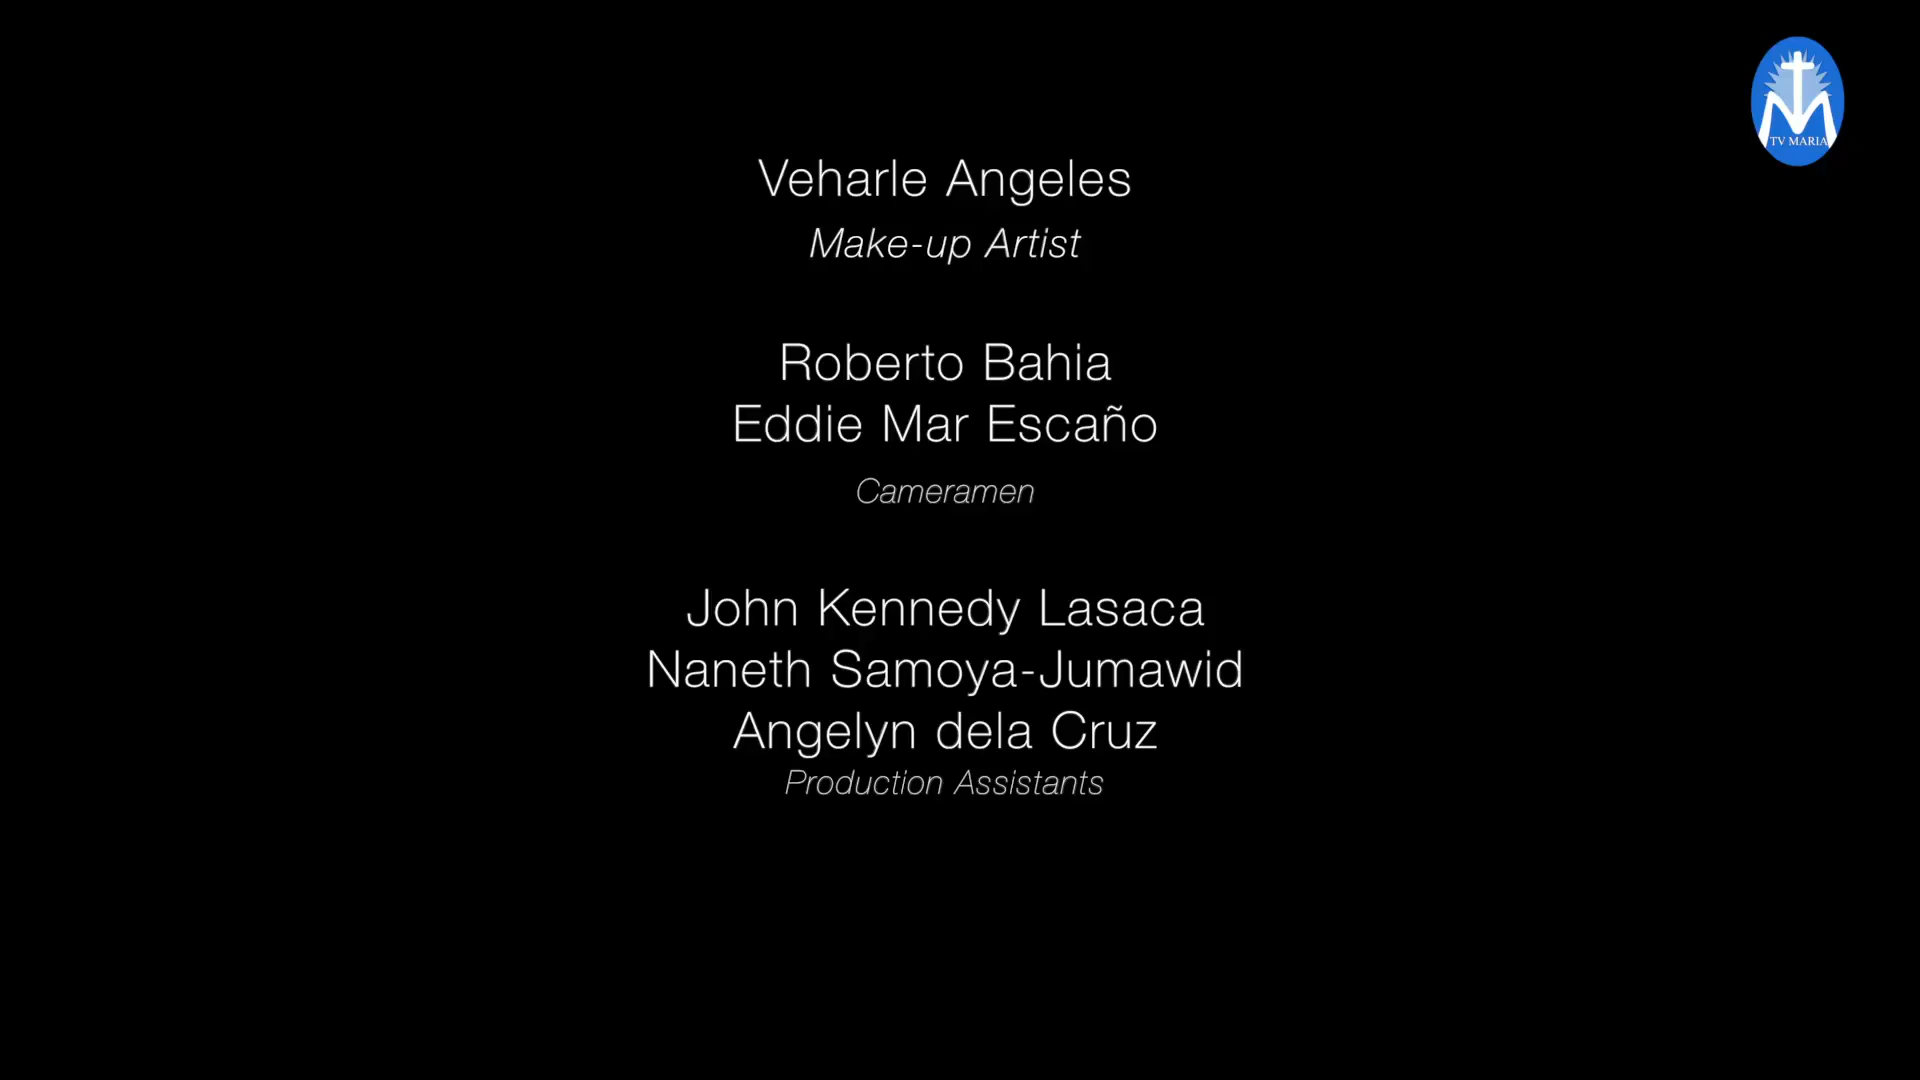 TV MARIA
Veharle Angeles
Make-up Artist
Roberto Bahia
Eddie Mar Escaño
Cameramen
John Kennedy Lasaca
Naneth Samoya-Jumawid
Angelyn dela Cruz
Production Assistants